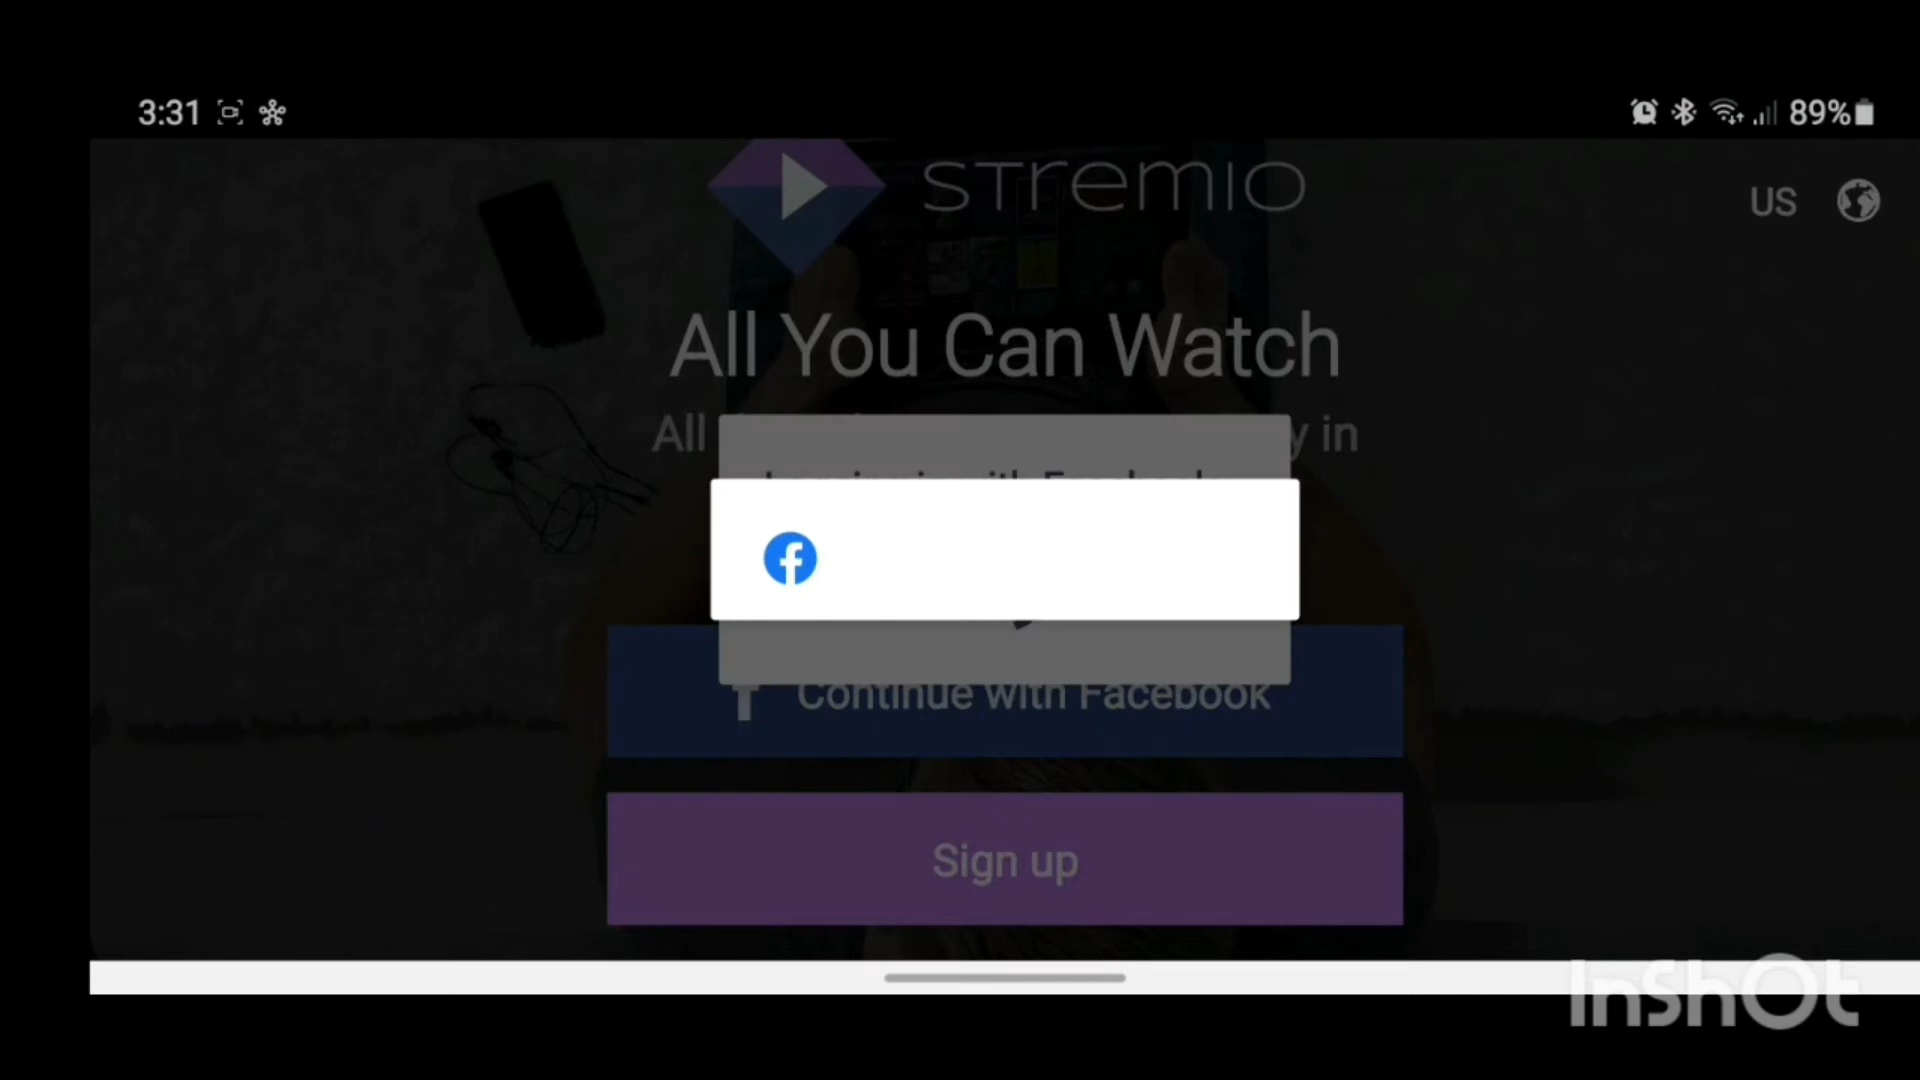 3:31
89%
STremIO
US
All You Can Watch
All
y in
Continue with Facebook
Sign up
InShOt